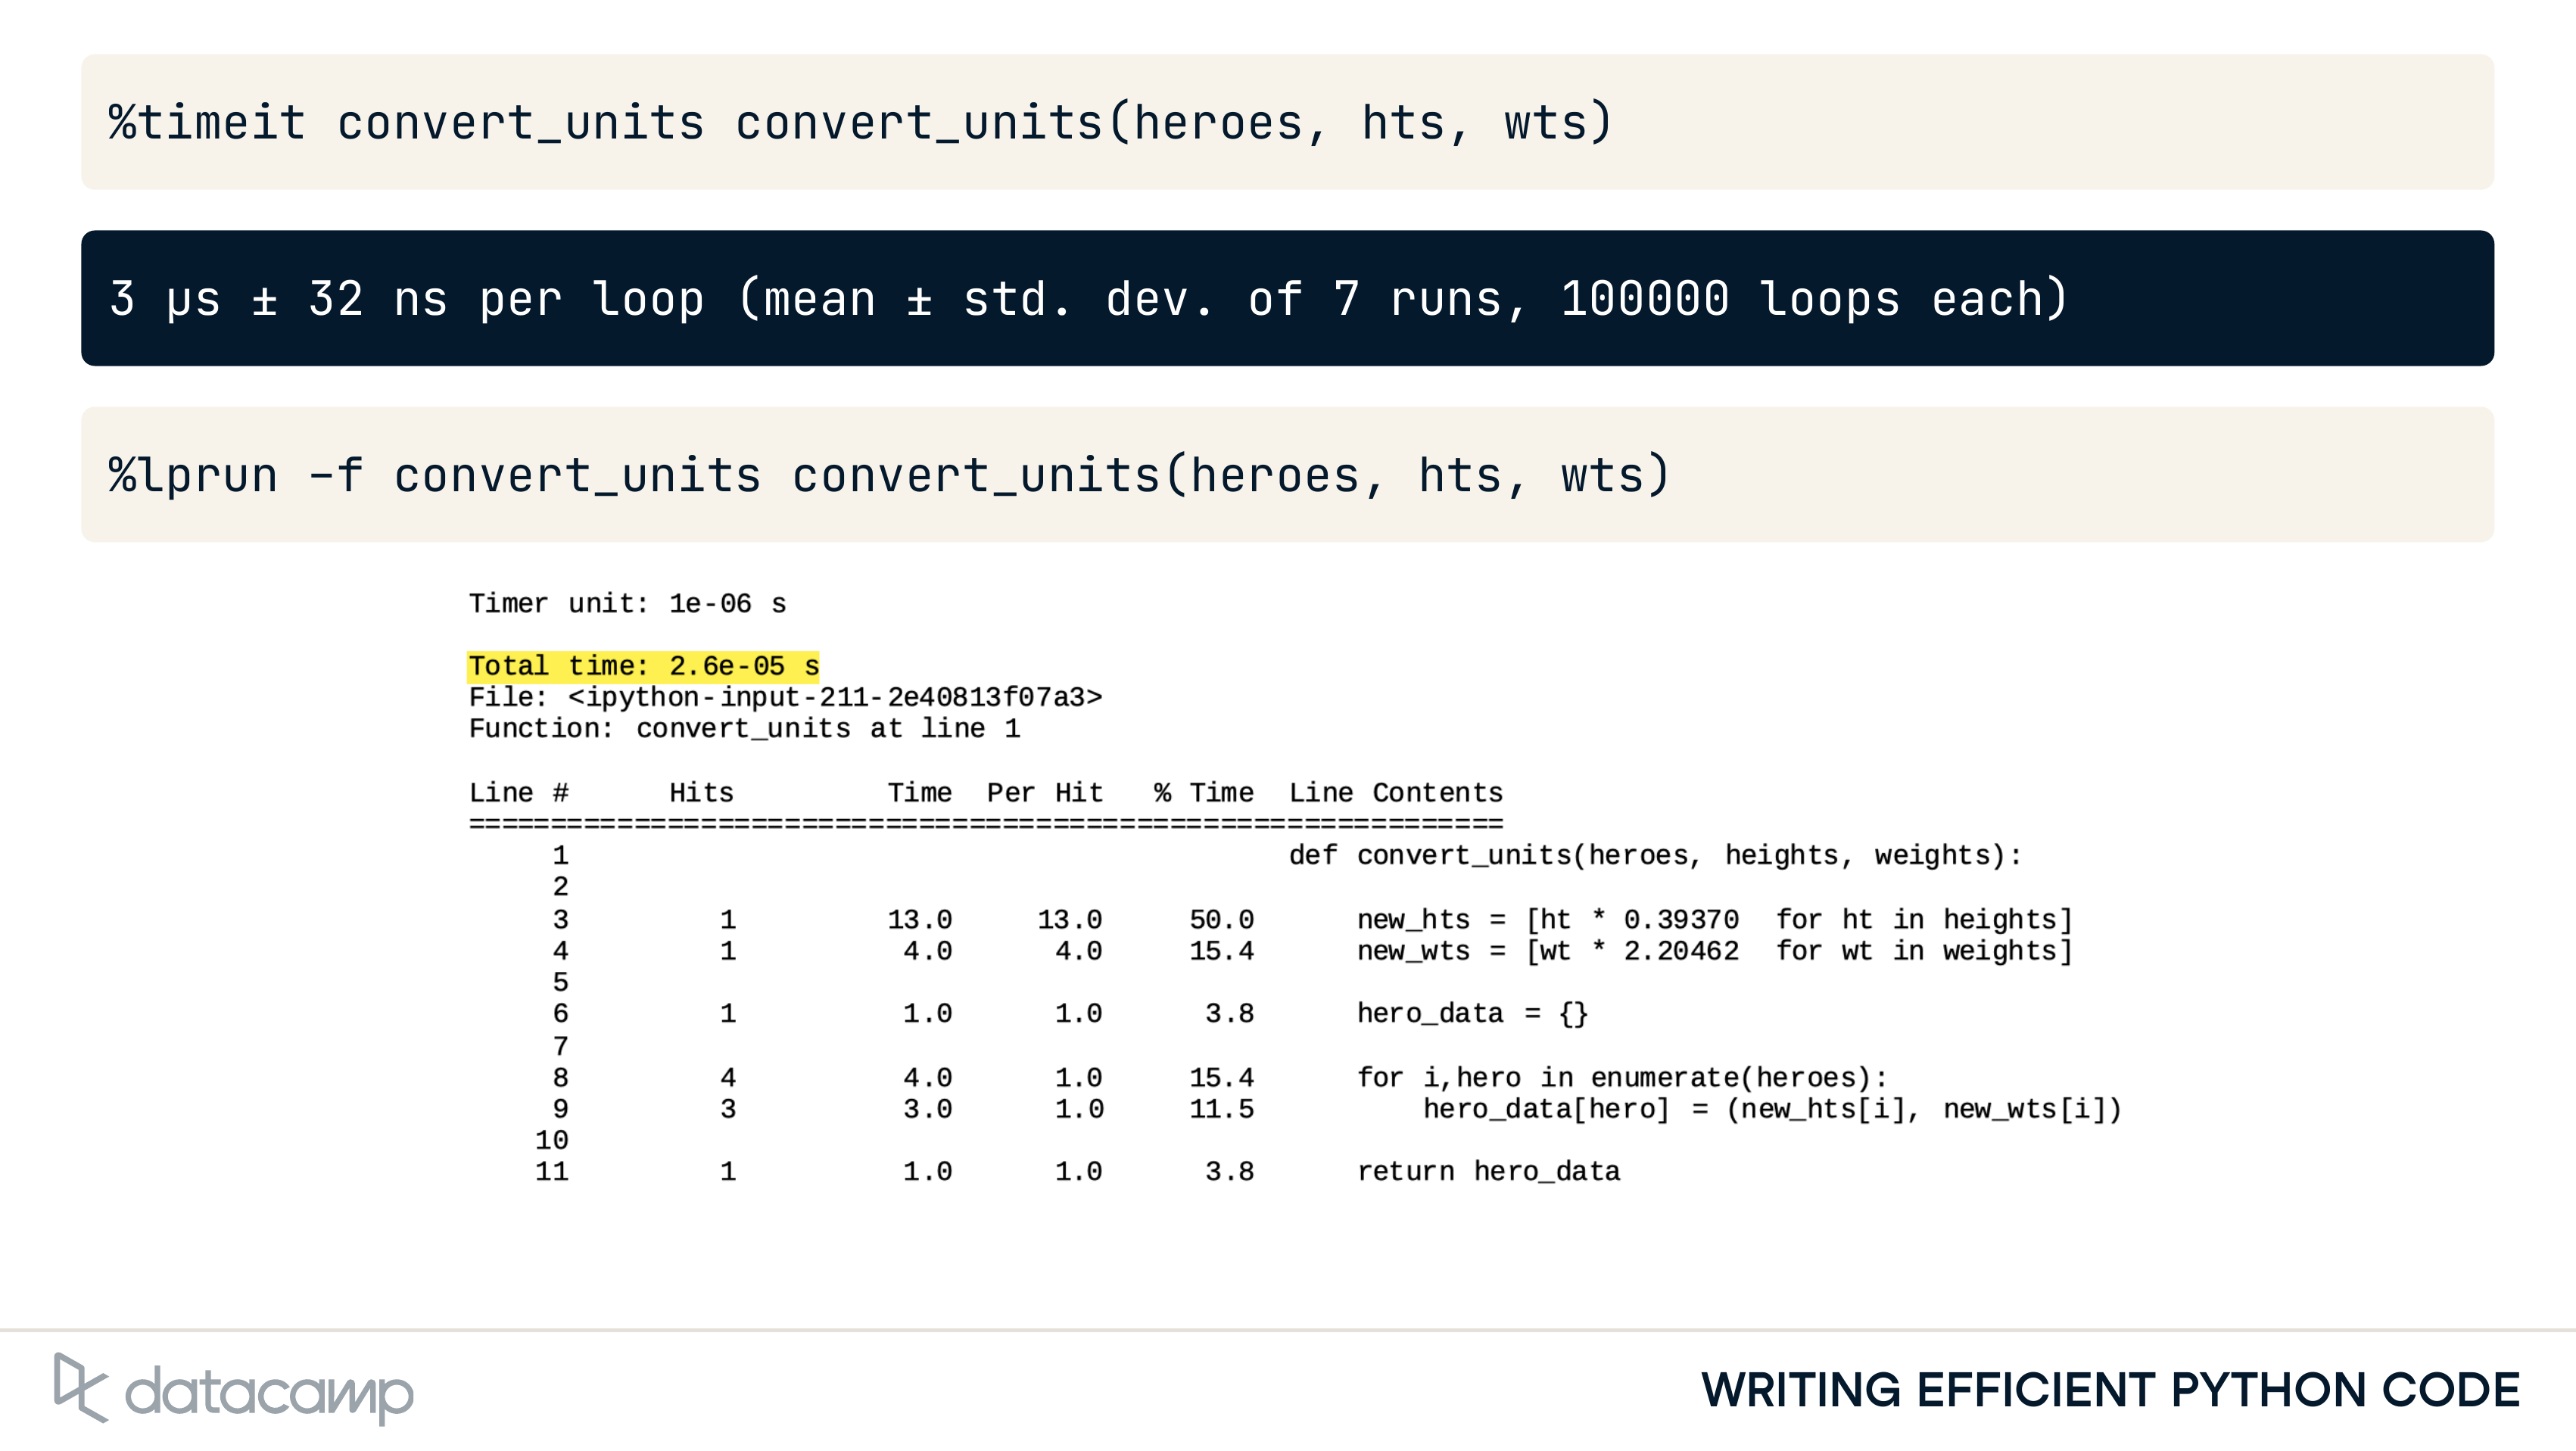 %timeit convert_units convert_units(heroes, hts, wts)
3 µs ± 32 ns per loop (mean ± std. dev. of 7 runs, 100000 loops each)
%lprun -f convert_units convert_units(heroes, hts, wts)
Timer unit: 1e-06 s
Total time: 2.6e-05 s
File: <ipython-input-211-2e40813f07a3>
Function: convert_units at line 1
Line #      Hits         Time  Per Hit   % Time  Line Contents
==============================================================
     1                                           def convert_units(heroes, heights, weights):
     2
     3         1         13.0     13.0     50.0      new_hts = [ht * 0.39370  for ht in heights]
     4         1          4.0      4.0     15.4      new_wts = [wt * 2.20462  for wt in weights]
     5
     6         1          1.0      1.0      3.8      hero_data = {}
     7
     8         4          4.0      1.0     15.4      for i,hero in enumerate(heroes):
     9         3          3.0      1.0     11.5          hero_data[hero] = (new_hts[i], new_wts[i])
    10
    11         1          1.0      1.0      3.8      return hero_data
datacamp
WRITING EFFICIENT PYTHON CODE